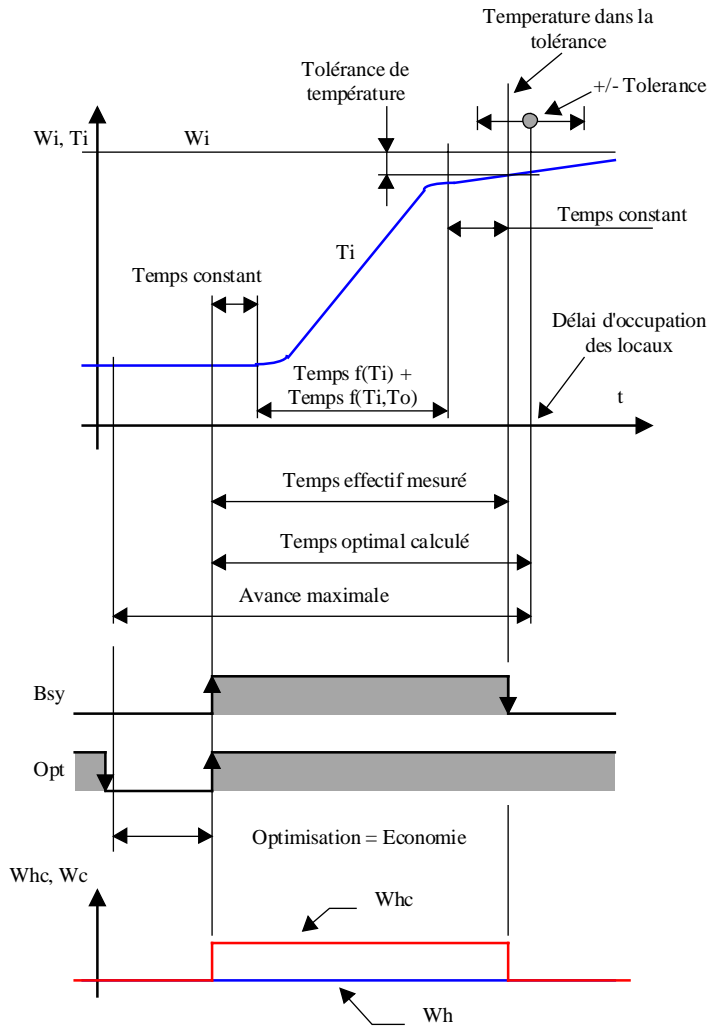 Temperature dans la
tolérance
Tolérance de
température
+/- Tolerance
Wi, Ti
Wi
Temps constant
Ti
Temps constant
Délai d'occupation
des locaux
Temps f(Ti) +
Temps f(Ti,To)
t
Temps effectif mesuré
Temps optimal calculé
Avance maximale
Bsy
Opt
Optimisation = Economie
Whc, Wc
Whc
Wh